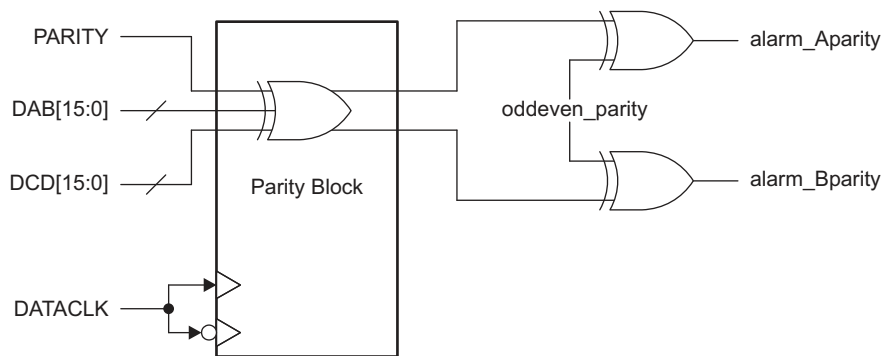 PARITY
alarm_Aparity
DAB[15:0]
oddeven_parity
DCD[15:0]
Parity Block
alarm_Bparity
DATACLK